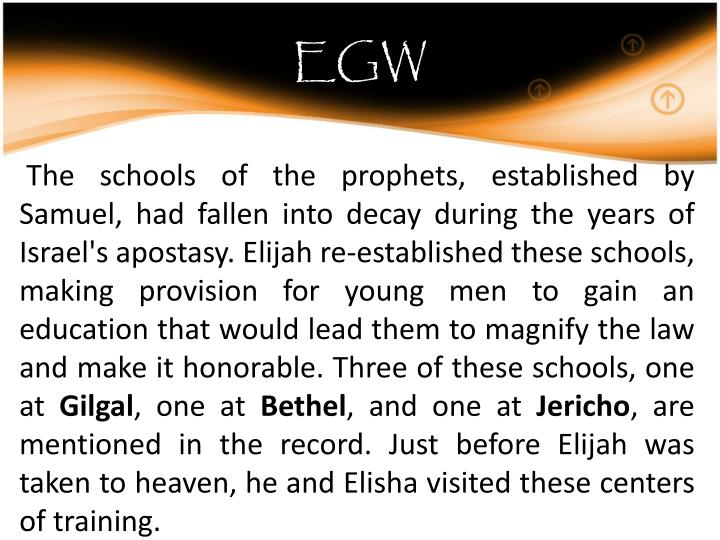 EGW
The schools of the prophets, established by
Samuel, had fallen into decay during the years of
Israel's apostasy. Elijah re-established these schools,
making provision for young men to gain an
education that would lead them to magnify the law
and make it honorable. Three of these schools, one
at Gilgal, one at Bethel, and one at Jericho, are
mentioned in the record. Just before Elijah was
taken to heaven, he and Elisha visited these centers
of training.